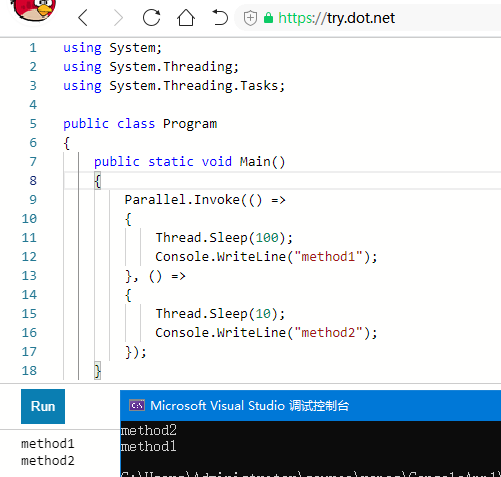 https://try.dot.net
1 using System;
2 using System.Threading;
3 using System.Threading.Tasks;
4
5 public class Program
6 {
7 public static void Main()
8 {
9 Parallel.Invoke(() =>
10 {
11 Thread.Sleep(100);
12 Console.WriteLine("method1");
13 }, () =>
14 {
15 Thread.Sleep(10);
16 Console.WriteLine("method2");
17 });
18 }
Run
Microsoft Visual Studio 调试控制台
method1
method2
method2
method1